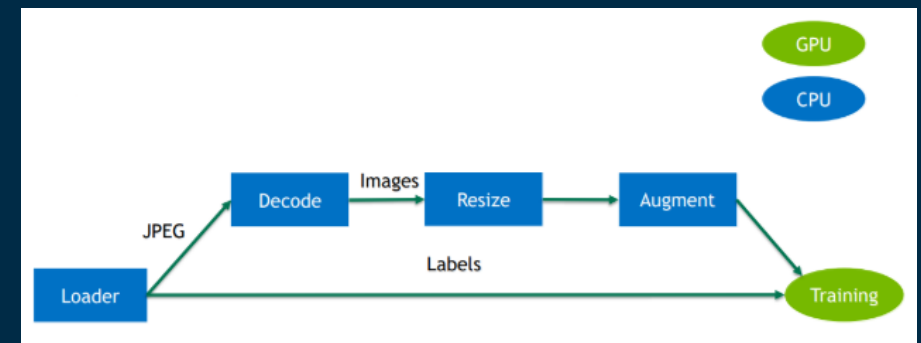 GPU
CPU
Decode
Images
Resize
Augment
JPEG
Labels
Loader
Training